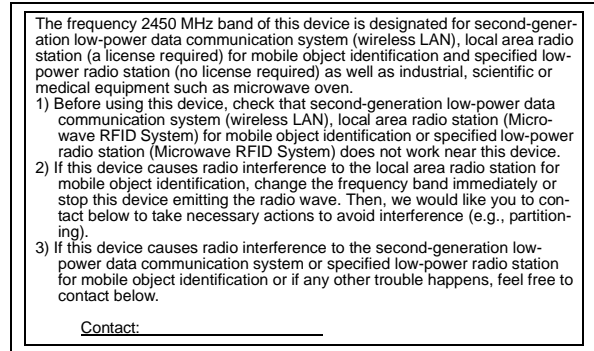 The frequency 2450 MHz band of this device is designated for second-gener-
ation low-power data communication system (wireless LAN), local area radio
station (a license required) for mobile object identification and specified low-
power radio station (no license required) as well as industrial, scientific or
medical equipment such as microwave oven.
1) Before using this device, check that second-generation low-power data
communication system (wireless LAN), local area radio station (Micro-
wave RFID System) for mobile object identification or specified low-power
radio station (Microwave RFID System) does not work near this device.
2) If this device causes radio interference to the local area radio station for
mobile object identification, change the frequency band immediately or
stop this device emitting the radio wave. Then, we would like you to con-
tact below to take necessary actions to avoid interference (e.g., partition-
ing).
3) If this device causes radio interference to the second-generation low-
power data communication system or specified low-power radio station
for mobile object identification or if any other trouble happens, feel free to
contact below.
Contact: